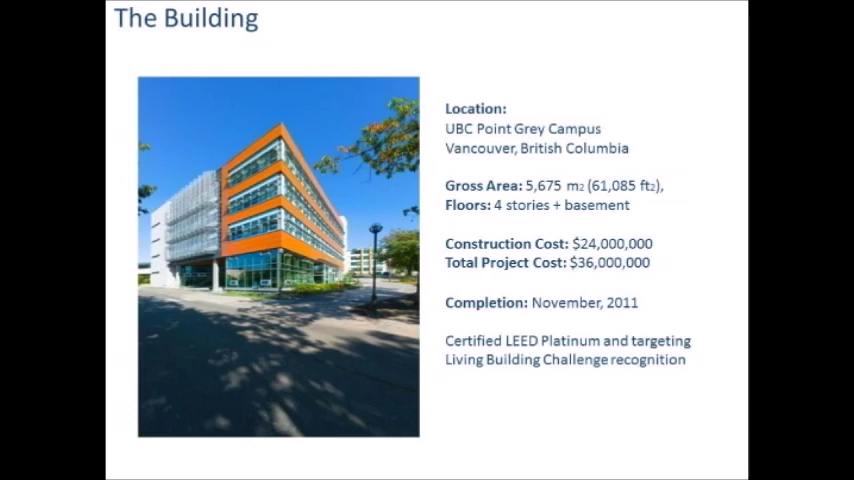 The Building
Location:
UBC Point Grey Campus
Vancouver, British Columbia
Gross Area: 5,675 m2 (61,085 ft2),
Floors: 4 stories + basement
Construction Cost: $24,000,000
Total Project Cost: $36,000,000
Completion: November, 2011
Certified LEED Platinum and targeting
Living Building Challenge recognition